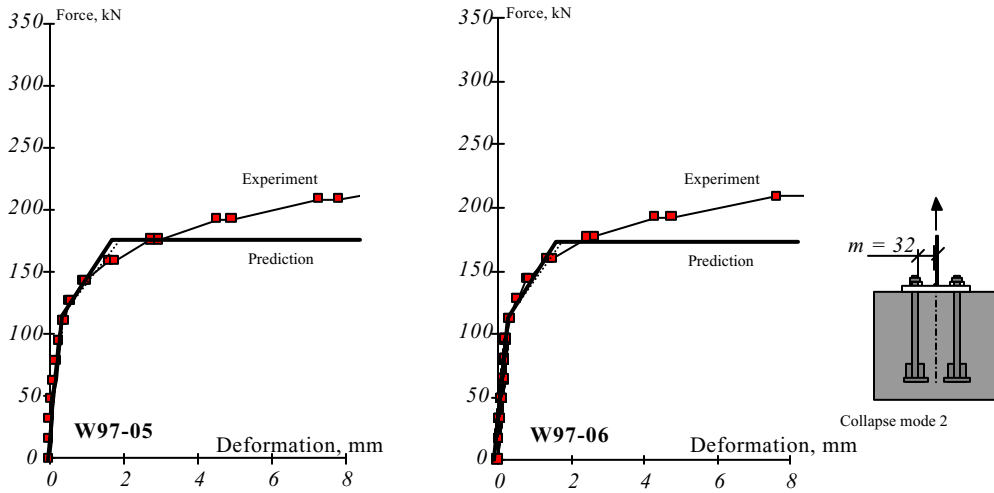 Force, kN
350
300
250
200
150
100
50
0
Experiment
Prediction
W97-05
Deformation, mm
0
2
4
6
8
Force, kN
350
300
250
200
150
100
50
0
Experiment
Prediction
W97-06
Deformation, mm
0
2
4
6
8
m = 32
Collapse mode 2